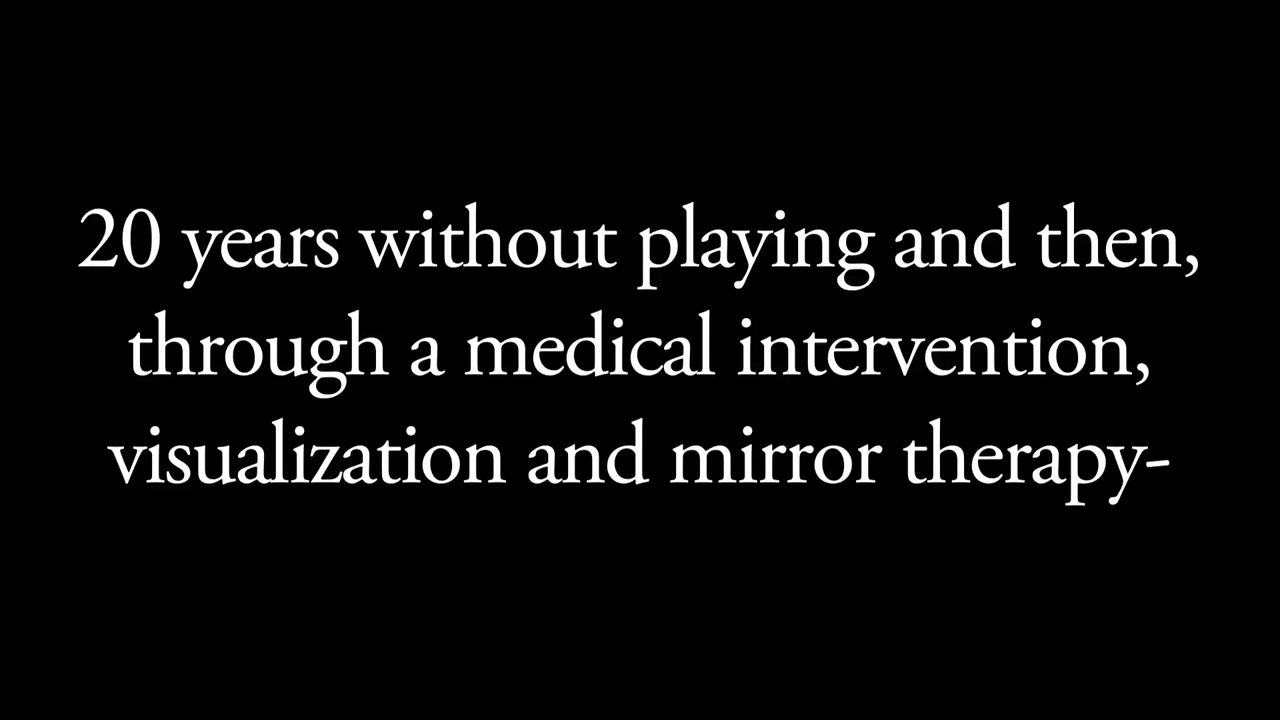 20 years without playing and then,
through a medical intervention,
visualization and mirror therapy-